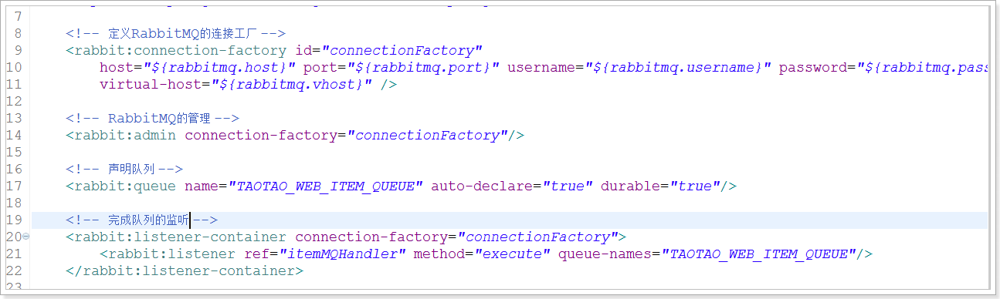 7
8 <!-- 定义RabbitMQ的连接工厂 -->
9 <rabbit:connection-factory id="connectionFactory"
10 host="${rabbitmq.host}" port="${rabbitmq.port}" username="${rabbitmq.username}" password="${rabbitmq.pas
11 virtual-host="${rabbitmq.vhost}" />
12
13 <!-- RabbitMQ的管理 -->
14 <rabbit:admin connection-factory="connectionFactory"/>
15
16 <!-- 声明队列 -->
17 <rabbit:queue name="TAOTAO_WEB_ITEM_QUEUE" auto-declare="true" durable="true"/>
18
19 <!-- 完成队列的监听 -->
20 <rabbit:listener-container connection-factory="connectionFactory">
21 <rabbit:listener ref="itemMQHandler" method="execute" queue-names="TAOTAO_WEB_ITEM_QUEUE"/>
22 </rabbit:listener-container>
23